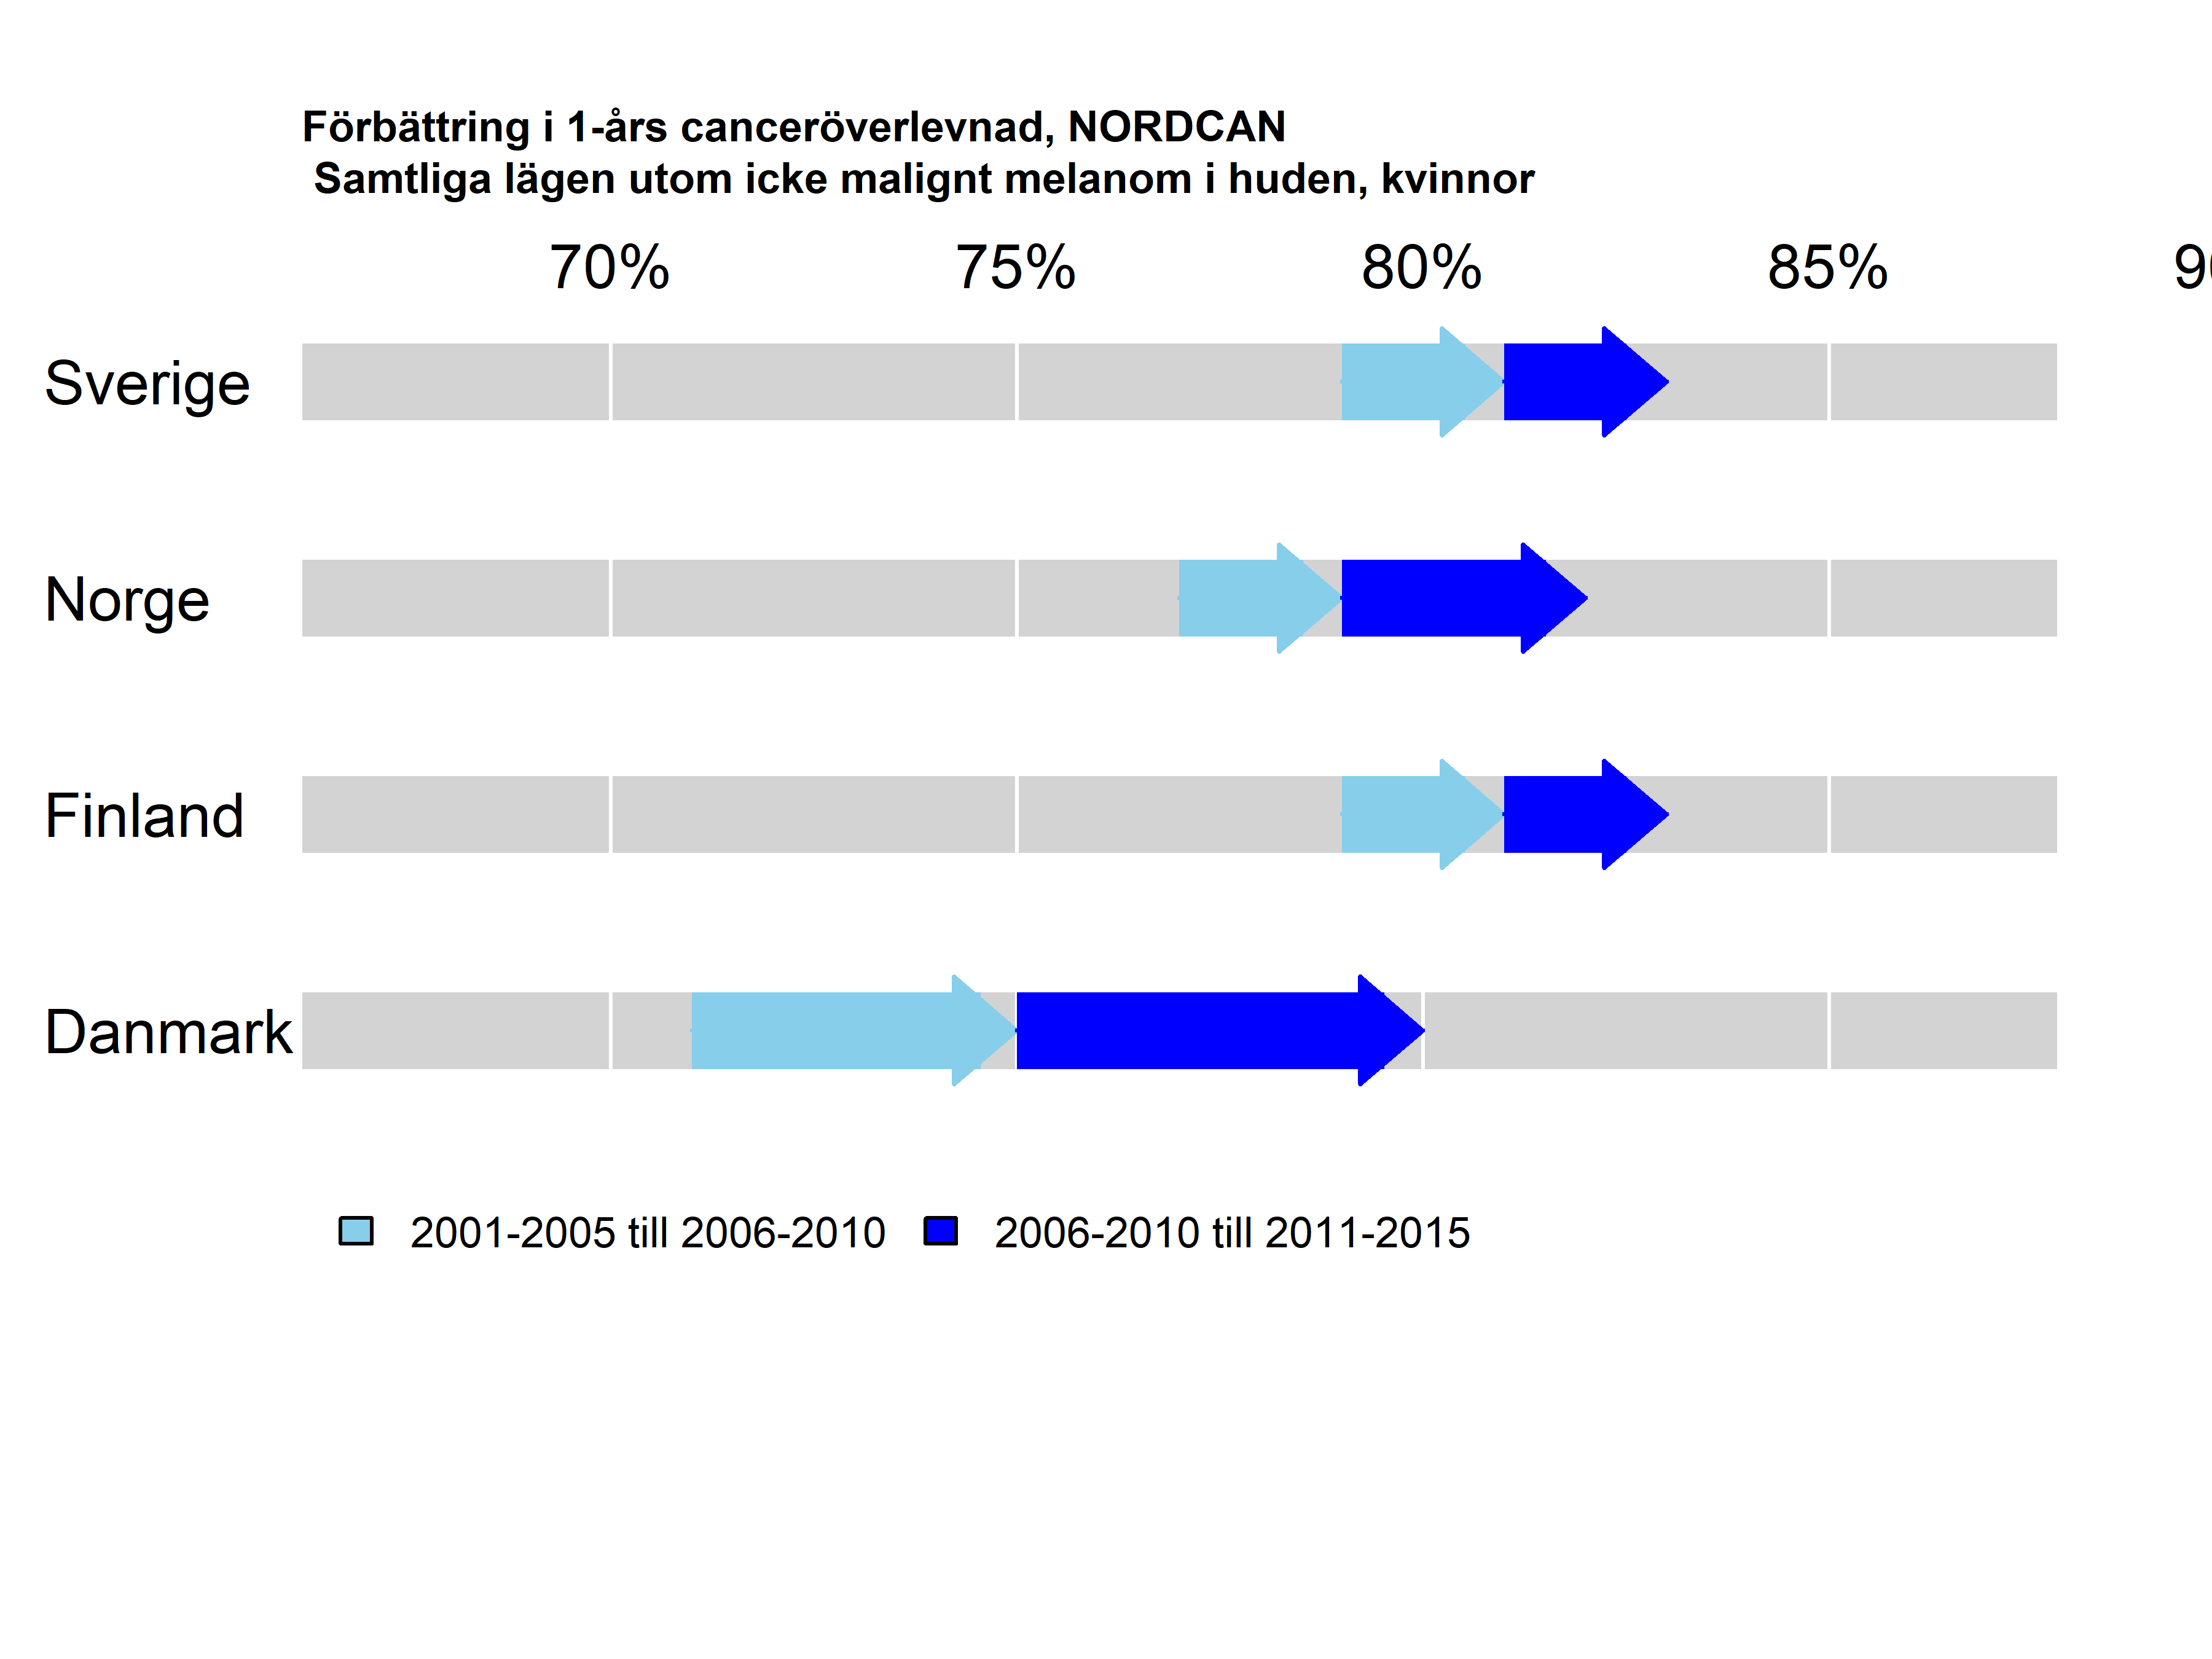 Förbättring i 1-års canceröverlevnad, NORDCAN
Samtliga lägen utom icke malignt melanom i huden, kvinnor
70% 75% 80% 85%
Sverige
Norge
Finland
Danmark
2001-2005 till 2006-2010 2006-2010 till 2011-2015